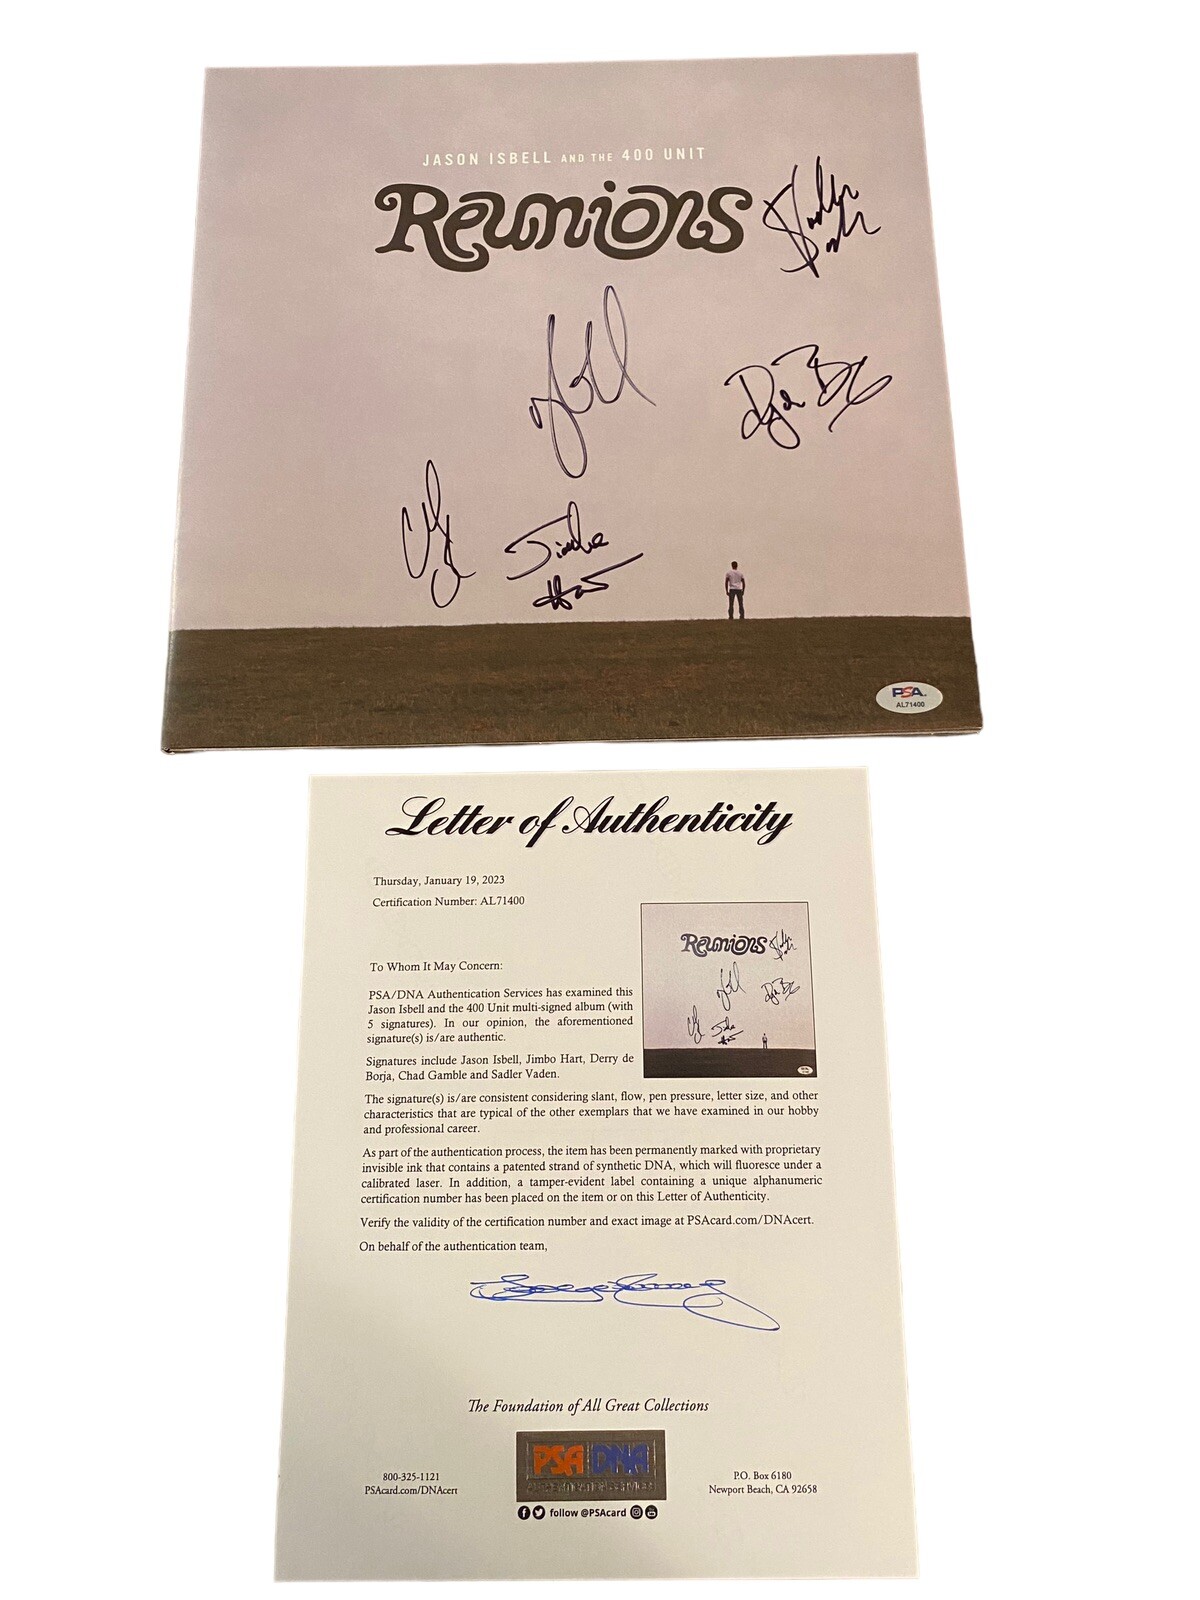 JASON ISBELL AND THE 400 UNIT
Reunions
Jimbo
Hart
PSA
AL71400
Letter of Authenticity
Thursday, January 19, 2023
Certification Number: AL71400
Reunions
To Whom It May Concern:
PSA/DNA Authentication Services has examined this
Jason Isbell and the 400 Unit multi-signed album (with
5 signatures). In our opinion, the aforementioned
signature(s) is/are authentic.
Signatures include Jason Isbell, Jimbo Hart, Derry de
Borja, Chad Gamble and Sadler Vaden.
The signature(s) is/are consistent considering slant, flow, pen pressure, letter size, and other
characteristics that are typical of the other exemplars that we have examined in our hobby
and professional career.
As part of the authentication process, the item has been permanently marked with proprietary
invisible ink that contains a patented strand of synthetic DNA, which will fluoresce under a
calibrated laser. In addition, a tamper-evident label containing a unique alphanumeric
certification number has been placed on the item or on this Letter of Authenticity.
Verify the validity of the certification number and exact image at PSAcard.com/DNAcert.
On behalf of the authentication team,
The Foundation of All Great Collections
PSA DNA
AUTHENTICATION SERVICES
800-325-1121
PSAcard.com/DNAcert
P.O. Box 6180
Newport Beach, CA 92658
follow @PSAcard